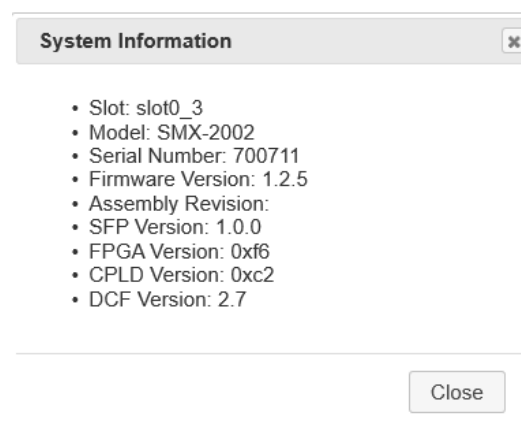 System Information
• Slot: slot0_3
• Model: SMX-2002
• Serial Number: 700711
• Firmware Version: 1.2.5
• Assembly Revision:
• SFP Version: 1.0.0
• FPGA Version: 0xf6
• CPLD Version: 0xc2
• DCF Version: 2.7
Close